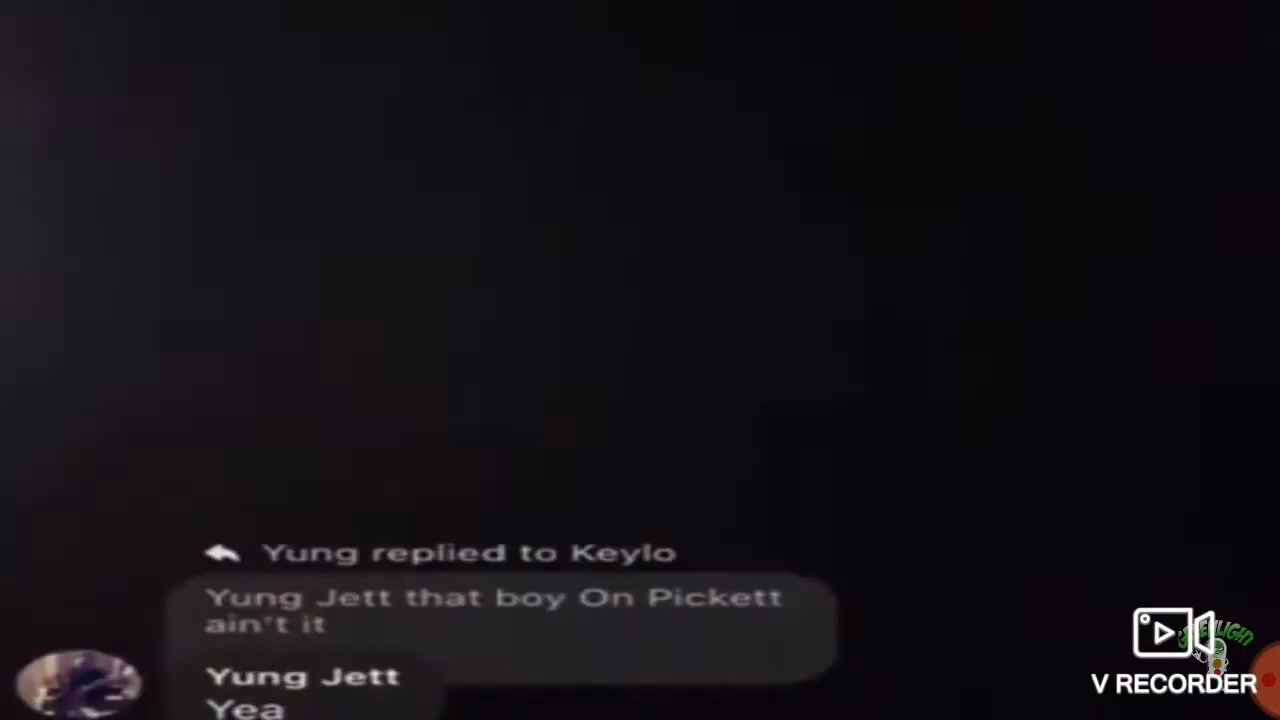 Yung replied to Keylo
Yung Jett that boy On Pickett
ain't it
Yung Jett
Yea
V RECORDER